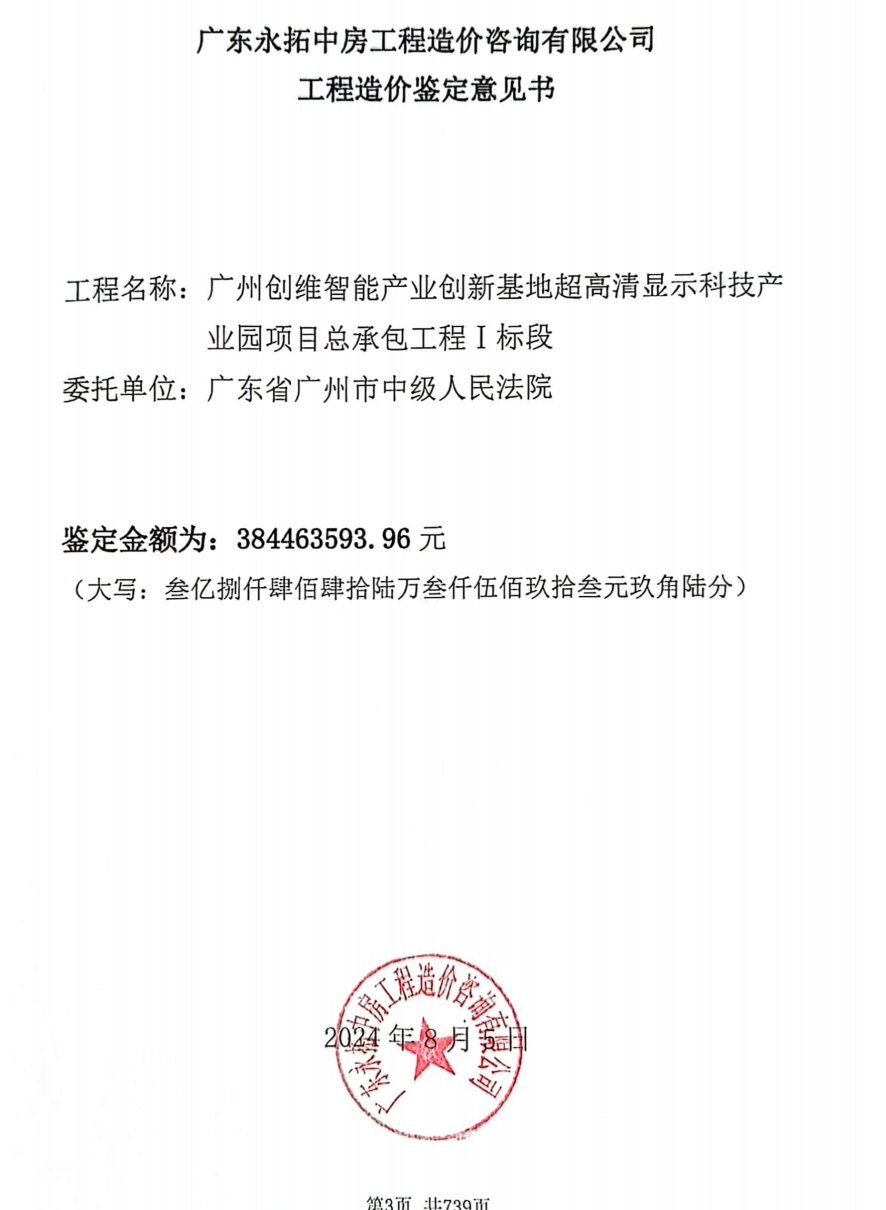 广东永拓中房工程造价咨询有限公司
工程造价鉴定意见书
工程名称：广州创维智能产业创新基地超高清显示科技产
业园项目总承包工程 I 标段
委托单位：广东省广州市中级人民法院
鉴定金额为：384463593.96 元
（大写：叁亿捌仟肆佰肆拾陆万叁仟伍佰玖拾叁元玖角陆分）
广东永拓中房工程造价咨询有限公司
2024 年 8 月 5 日
第3页 共739页